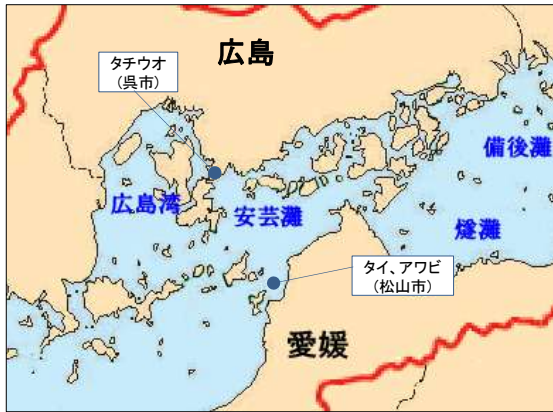 広島
タチウオ
(呉市)
備後灘
広島湾
安芸灘
燧灘
タイ、アワビ
(松山市)
愛媛